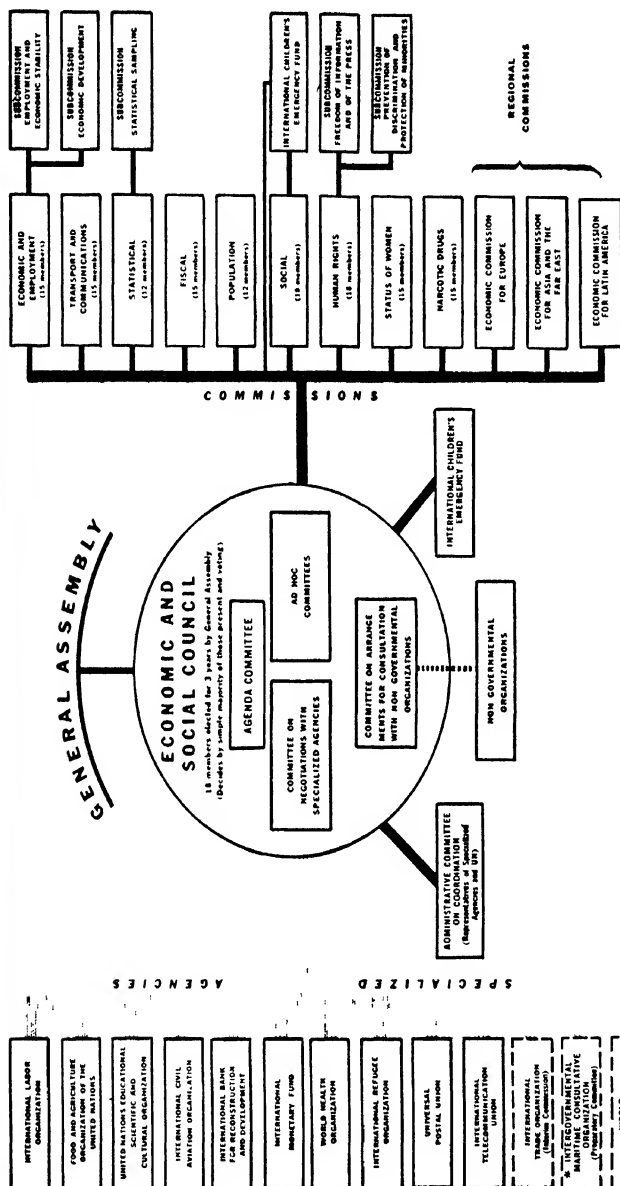 GENERAL ASSEMBLY
ECONOMIC AND
SOCIAL COUNCIL
18 members elected for 3 years by General Assembly
(Decides by simple majority of those present and voting)
AGENDA COMMITTEE
COMMITTEE ON
NEGOTIATIONS WITH
SPECIALIZED AGENCIES
AD HOC
COMMITTEES
COMMITTEE ON ARRANGE
MENTS FOR CONSULTATION
WITH NON GOVERNMENTAL
ORGANIZATIONS
ADMINISTRATIVE COMMITTEE
ON COORDINATION
(Representatives of Specialized
Agencies and UN)
NON GOVERNMENTAL
ORGANIZATIONS
INTERNATIONAL CHILDREN'S
EMERGENCY FUND
SPECIALIZED AGENCIES
INTERNATIONAL LABOR
ORGANIZATION
FOOD AND AGRICULTURE
ORGANIZATION OF THE
UNITED NATIONS
UNITED NATIONS EDUCATIONAL
SCIENTIFIC AND
CULTURAL ORGANIZATION
INTERNATIONAL CIVIL
AVIATION ORGANIZATION
INTERNATIONAL BANK
FOR RECONSTRUCTION
AND DEVELOPMENT
INTERNATIONAL
MONETARY FUND
WORLD HEALTH
ORGANIZATION
INTERNATIONAL REFUGEE
ORGANIZATION
UNIVERSAL
POSTAL UNION
INTERNATIONAL
TELECOMMUNICATION
UNION
INTERNATIONAL
TRADE ORGANIZATION
(Interim Commission)
* INTERGOVERNMENTAL
MARITIME CONSULTATIVE
ORGANIZATION
(Preparatory Committee)
COMMISSIONS
ECONOMIC AND
EMPLOYMENT
(15 members)
TRANSPORT AND
COMMUNICATIONS
(15 members)
STATISTICAL
(12 members)
FISCAL
(15 members)
POPULATION
(12 members)
SOCIAL
(18 members)
HUMAN RIGHTS
(18 members)
STATUS OF WOMEN
(15 members)
NARCOTIC DRUGS
(15 members)
ECONOMIC COMMISSION
FOR EUROPE
ECONOMIC COMMISSION
FOR ASIA AND THE
FAR EAST
ECONOMIC COMMISSION
FOR LATIN AMERICA
SUBCOMMISSION
EMPLOYMENT AND
ECONOMIC STABILITY
SUBCOMMISSION
ECONOMIC DEVELOPMENT
SUBCOMMISSION
STATISTICAL SAMPLING
INTERNATIONAL CHILDREN'S
EMERGENCY FUND
SUBCOMMISSION
FREEDOM OF INFORMATION
AND OF THE PRESS
SUBCOMMISSION
PREVENTION OF
DISCRIMINATION AND
PROTECTION OF MINORITIES
REGIONAL
COMMISSIONS